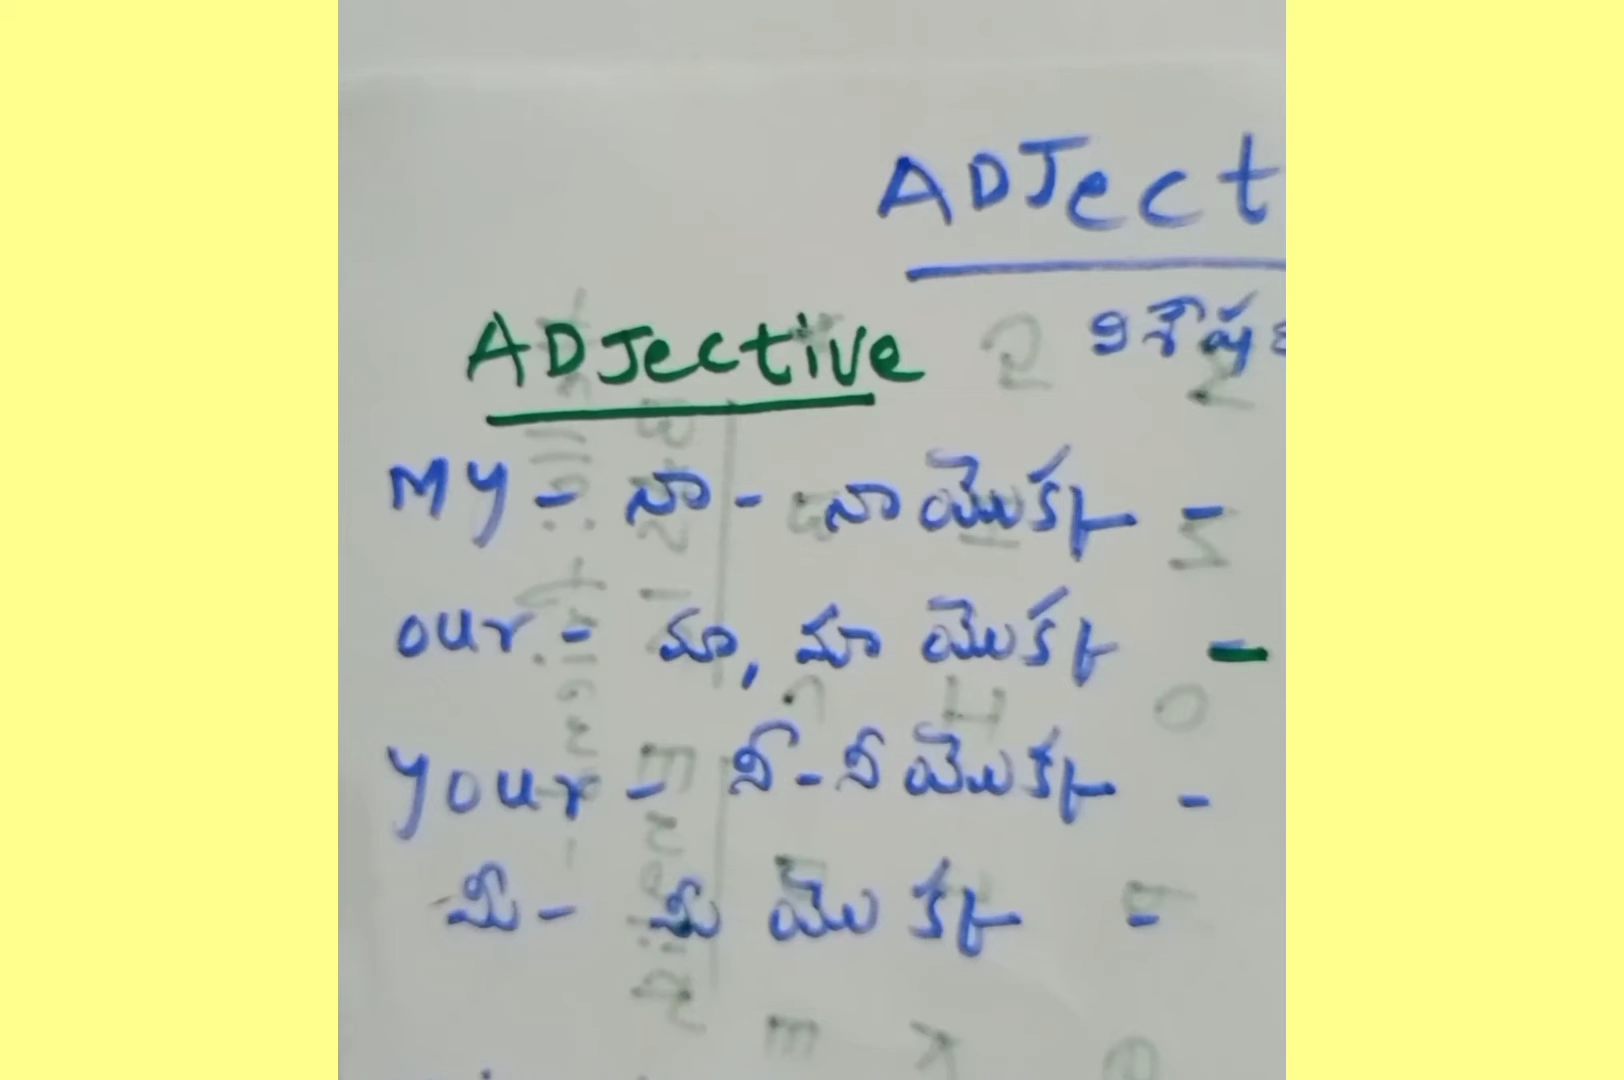 ADJect
విశేష
ADJective
MY - నా - నా యొక్క -
our - మా, మా యొక్క -
your - నీ - నీ యొక్క -
మీ - మీ యొక్క -